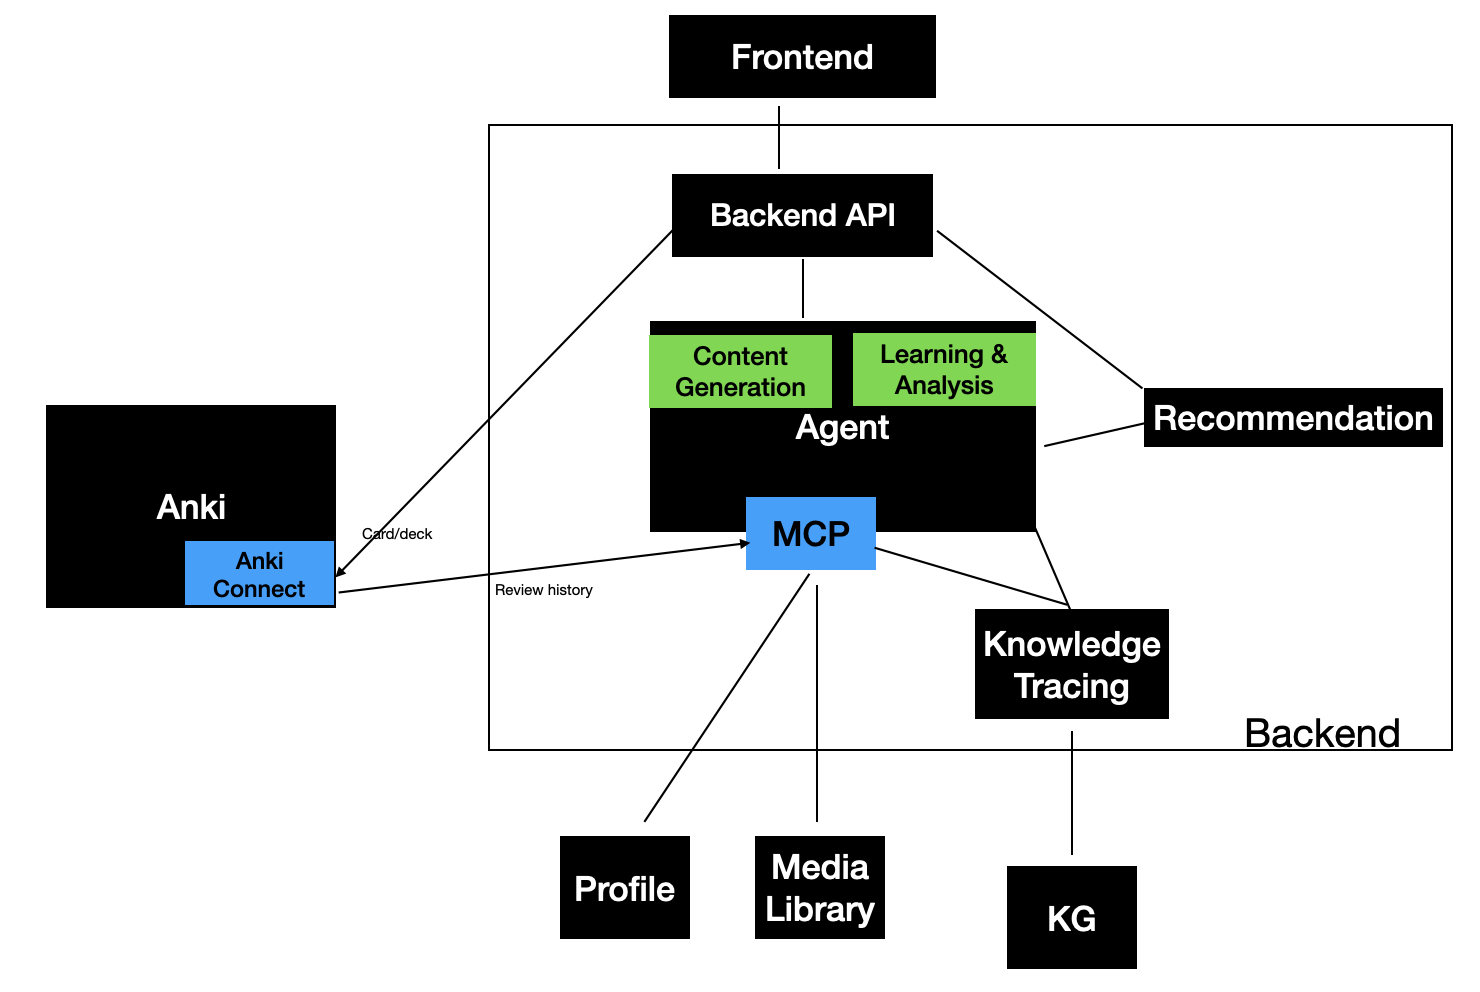 Frontend
Backend API
Content
Generation
Learning &
Analysis
Agent
Recommendation
Anki
Anki
Connect
Card/deck
MCP
Review history
Knowledge
Tracing
Backend
Profile
Media
Library
KG